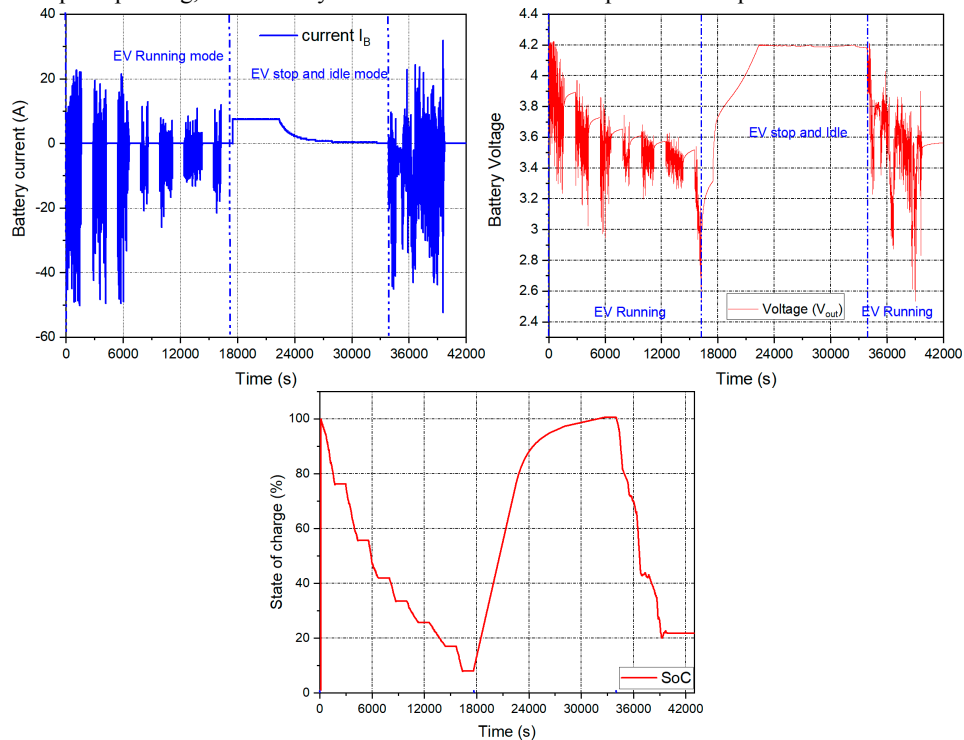 current I_B
EV Running mode
EV stop and idle mode
Battery current (A)
40
20
0
-20
-40
-60
0 6000 12000 18000 24000 30000 36000 42000
Time (s)
Battery Voltage
4.4
4.2
4.0
3.8
3.6
3.4
3.2
3.0
2.8
2.6
2.4
EV stop and Idle
EV Running
Voltage (V_out)
EV Running
0 6000 12000 18000 24000 30000 36000 42000
Time (s)
State of charge (%)
100
80
60
40
20
0
SoC
0 6000 12000 18000 24000 30000 36000 42000
Time (s)